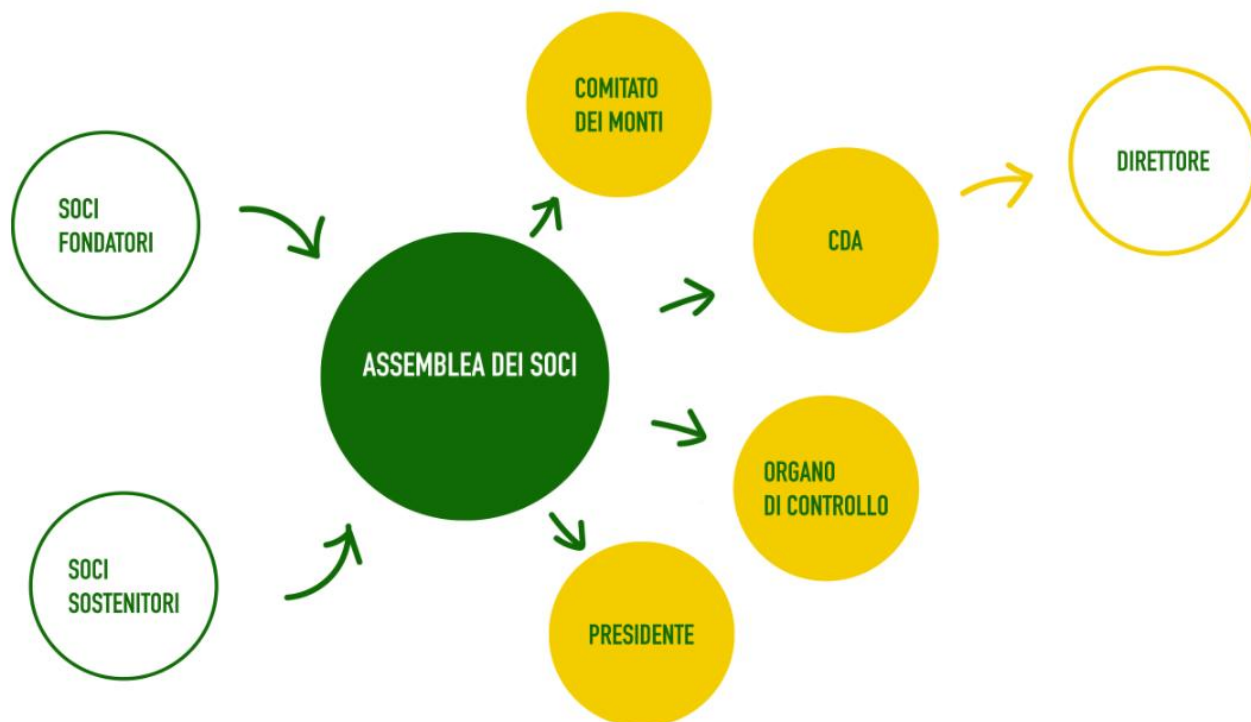 COMITATO
DEI MONTI
DIRETTORE
SOCI
FONDATORI
CDA
ASSEMBLEA DEI SOCI
ORGANO
DI CONTROLLO
SOCI
SOSTENITORI
PRESIDENTE